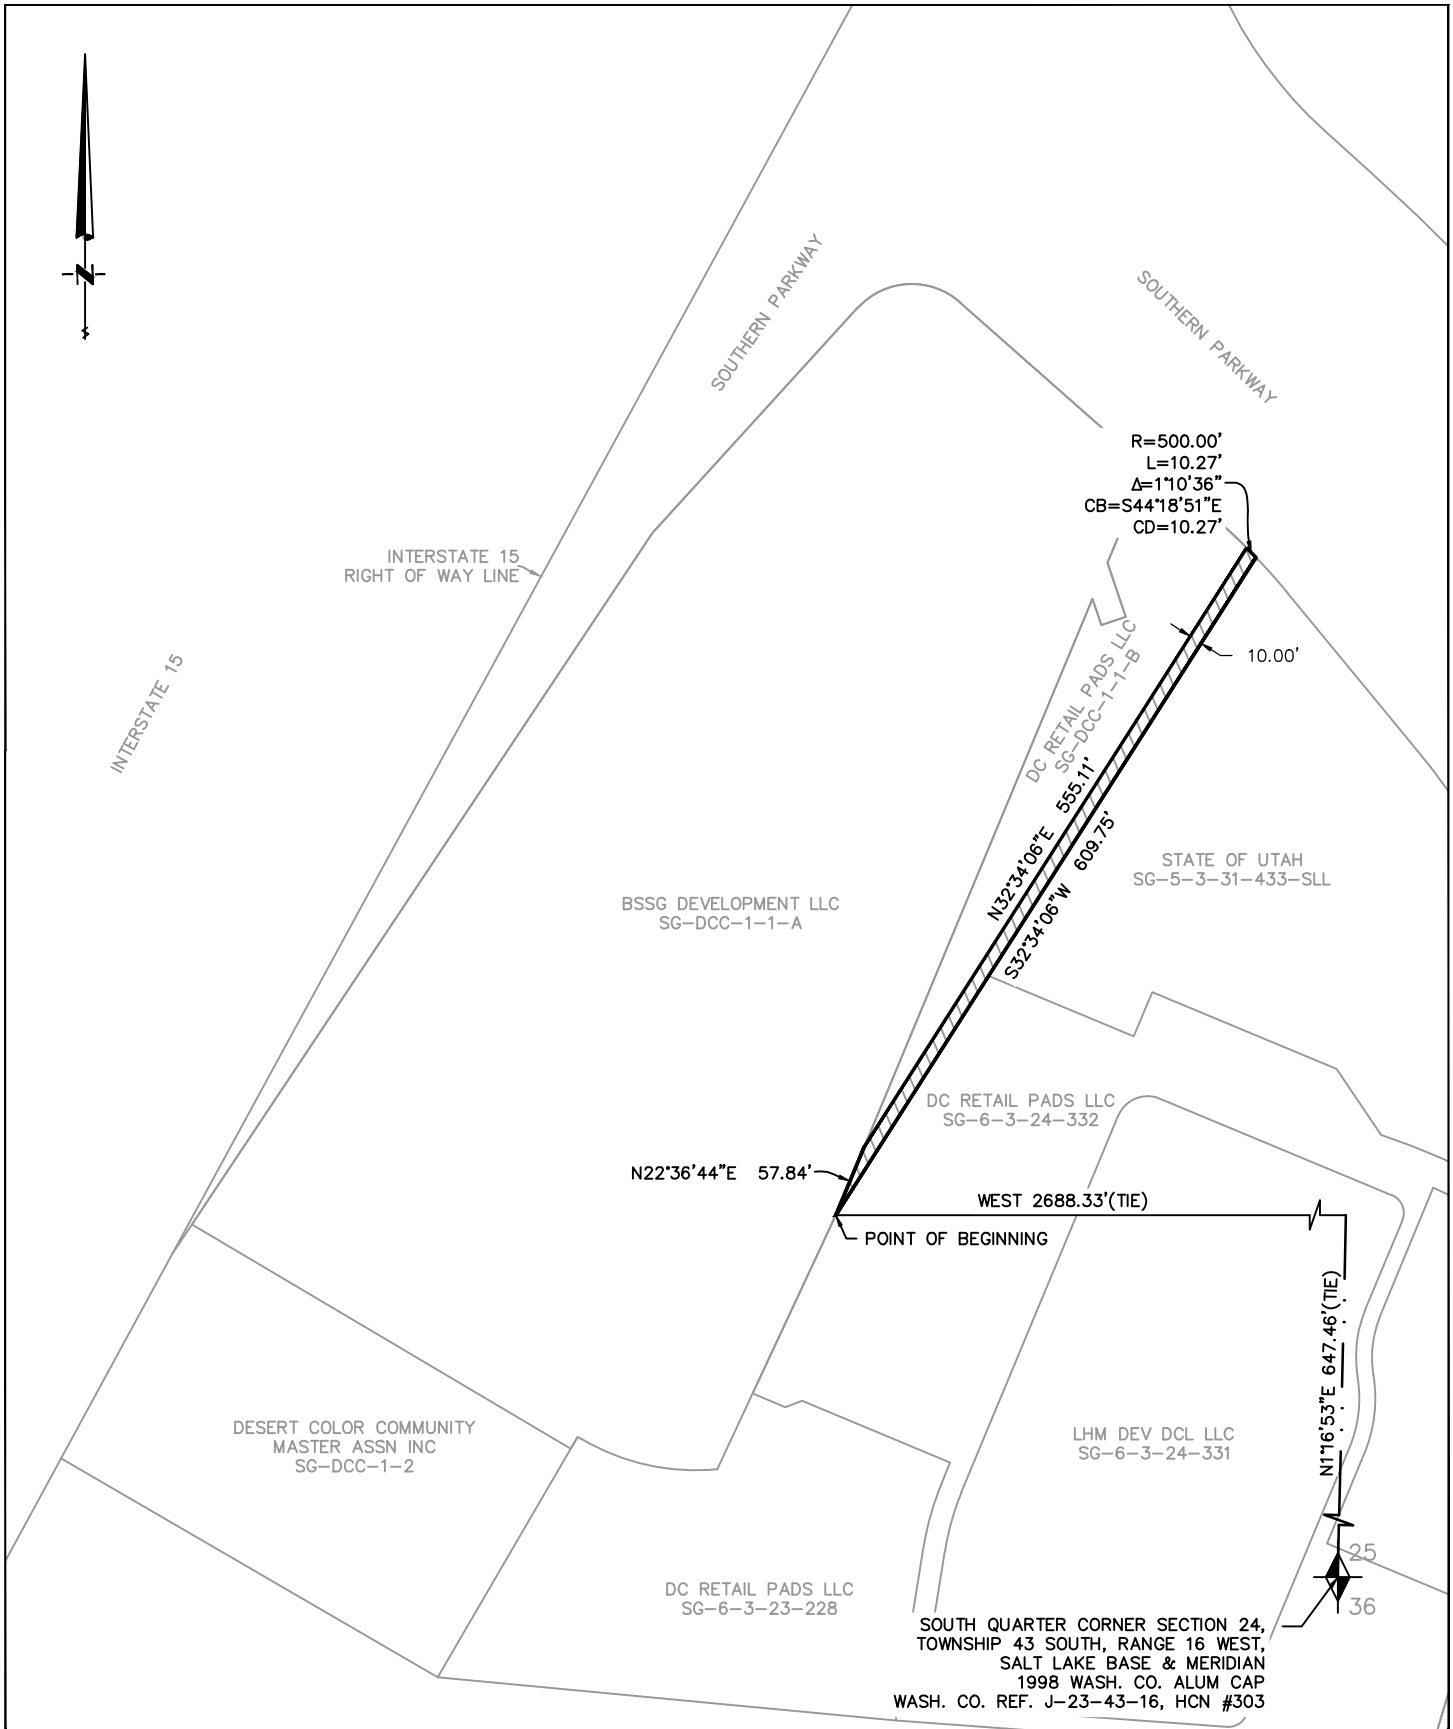 N
SOUTHERN PARKWAY
SOUTHERN PARKWAY
R=500.00'
L=10.27'
Δ=1°10'36"
CB=S44°18'51"E
CD=10.27'
INTERSTATE 15
RIGHT OF WAY LINE
10.00'
INTERSTATE 15
DC RETAIL PADS LLC
SG-DCC-1-1-B
N32°34'06"E 555.11'
S32°34'06"W 609.75'
STATE OF UTAH
SG-5-3-31-433-SLL
BSSG DEVELOPMENT LLC
SG-DCC-1-1-A
DC RETAIL PADS LLC
SG-6-3-24-332
N22°36'44"E 57.84'
WEST 2688.33'(TIE)
POINT OF BEGINNING
N1°16'53"E 647.46'(TIE)
DESERT COLOR COMMUNITY
MASTER ASSN INC
SG-DCC-1-2
LHM DEV DCL LLC
SG-6-3-24-331
25
36
DC RETAIL PADS LLC
SG-6-3-23-228
SOUTH QUARTER CORNER SECTION 24,
TOWNSHIP 43 SOUTH, RANGE 16 WEST,
SALT LAKE BASE & MERIDIAN
1998 WASH. CO. ALUM CAP
WASH. CO. REF. J-23-43-16, HCN #303